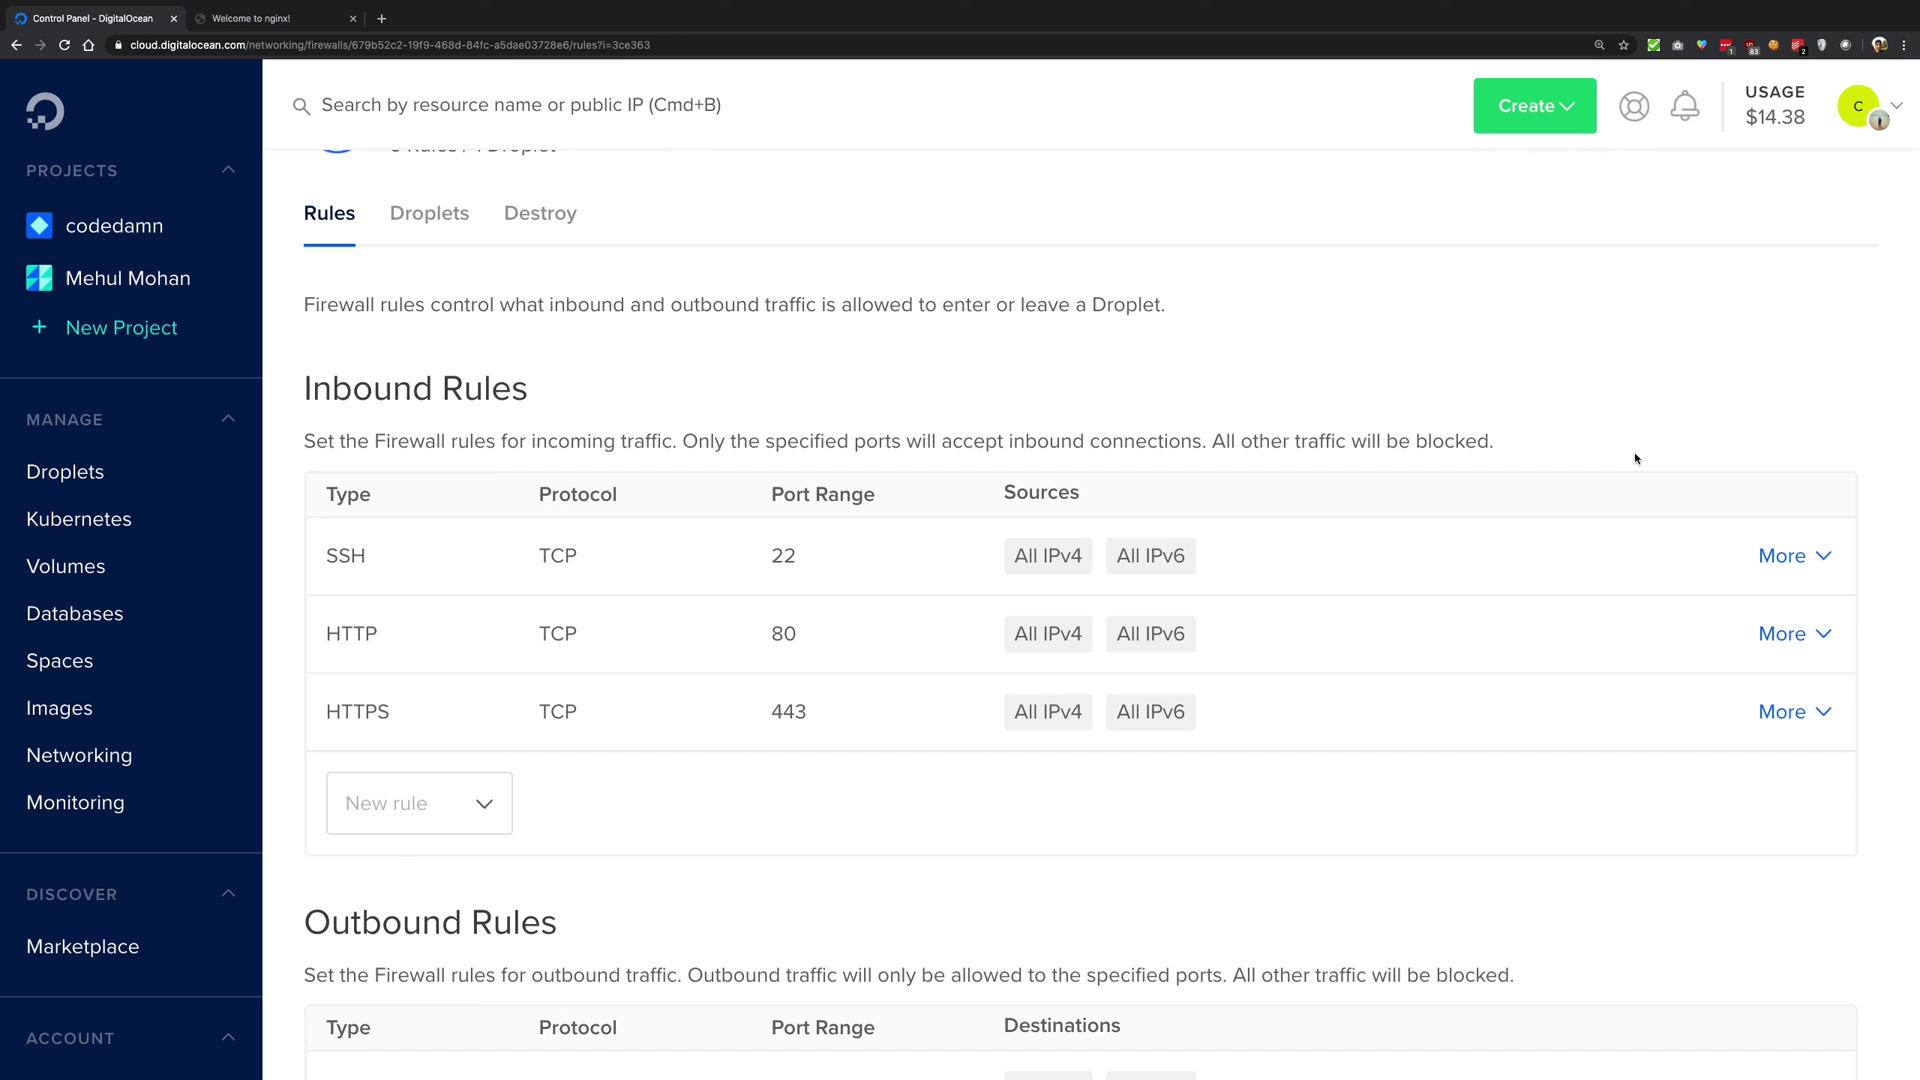 Control Panel - DigitalOcean
Welcome to nginx!
cloud.digitalocean.com/networking/firewalls/679b52c2-19f9-468d-84fc-a5dae03728e6/rules?i=3ce363
Search by resource name or public IP (Cmd+B)
Create
USAGE
$14.38
C
PROJECTS
codedamn
Mehul Mohan
New Project
MANAGE
Droplets
Kubernetes
Volumes
Databases
Spaces
Images
Networking
Monitoring
DISCOVER
Marketplace
ACCOUNT
Rules Droplets Destroy
Firewall rules control what inbound and outbound traffic is allowed to enter or leave a Droplet.
Inbound Rules
Set the Firewall rules for incoming traffic. Only the specified ports will accept inbound connections. All other traffic will be blocked.
Type Protocol Port Range Sources
SSH TCP 22 All IPv4 All IPv6 More
HTTP TCP 80 All IPv4 All IPv6 More
HTTPS TCP 443 All IPv4 All IPv6 More
New rule
Outbound Rules
Set the Firewall rules for outbound traffic. Outbound traffic will only be allowed to the specified ports. All other traffic will be blocked.
Type Protocol Port Range Destinations